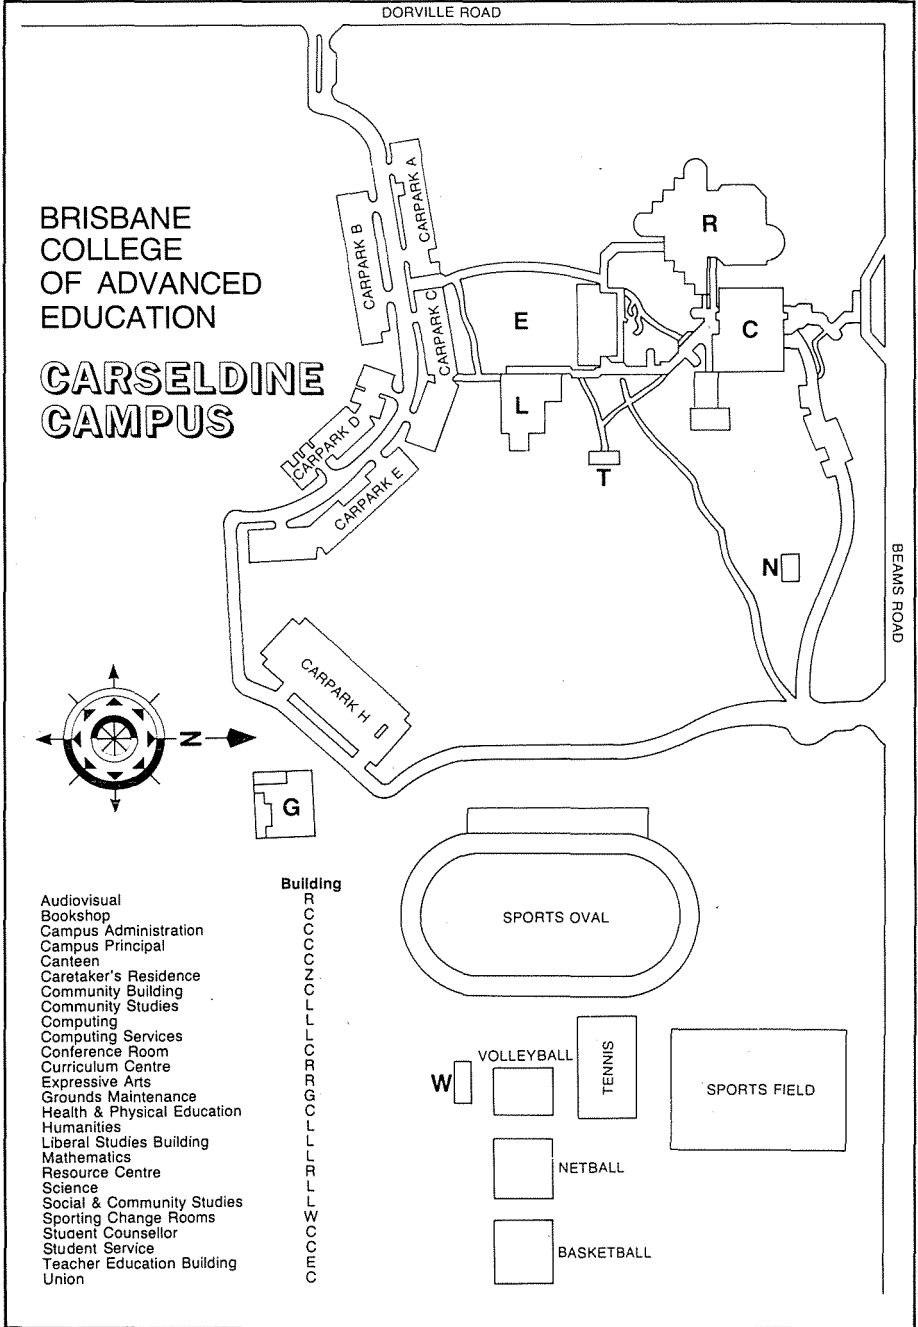 DORVILLE ROAD
BRISBANE
COLLEGE
OF ADVANCED
EDUCATION
CARSELDINE
CAMPUS
CARPARK A
CARPARK B
CARPARK C
CARPARK D
CARPARK E
CARPARK H
R
E
C
L
T
N
BEAMS ROAD
N
G
SPORTS OVAL
VOLLEYBALL
TENNIS
W
SPORTS FIELD
NETBALL
BASKETBALL
Building
Audiovisual R
Bookshop C
Campus Administration C
Campus Principal C
Canteen C
Caretaker's Residence Z
Community Building C
Community Studies L
Computing L
Computing Services L
Conference Room C
Curriculum Centre R
Expressive Arts R
Grounds Maintenance G
Health & Physical Education C
Humanities L
Liberal Studies Building L
Mathematics L
Resource Centre R
Science L
Social & Community Studies L
Sporting Change Rooms W
Student Counsellor C
Student Service C
Teacher Education Building E
Union C